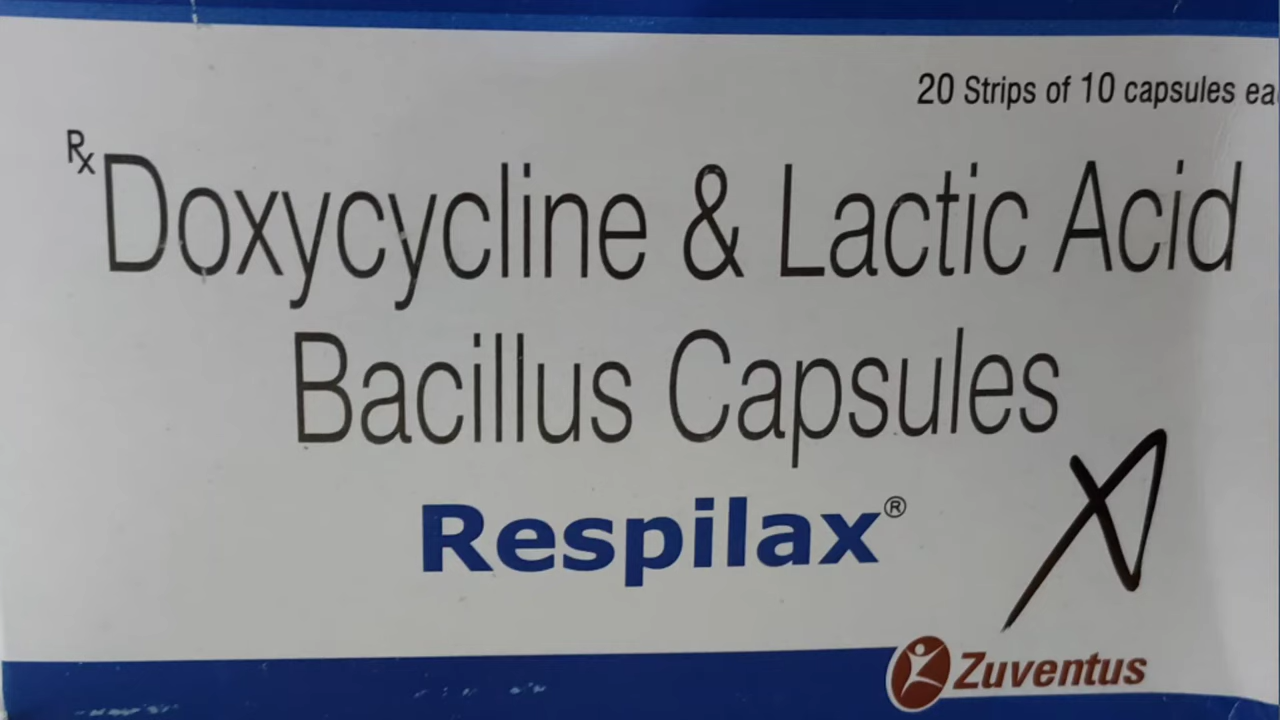 20 Strips of 10 capsules ea
Rx Doxycycline & Lactic Acid
Bacillus Capsules
Respilax®
Zuventus